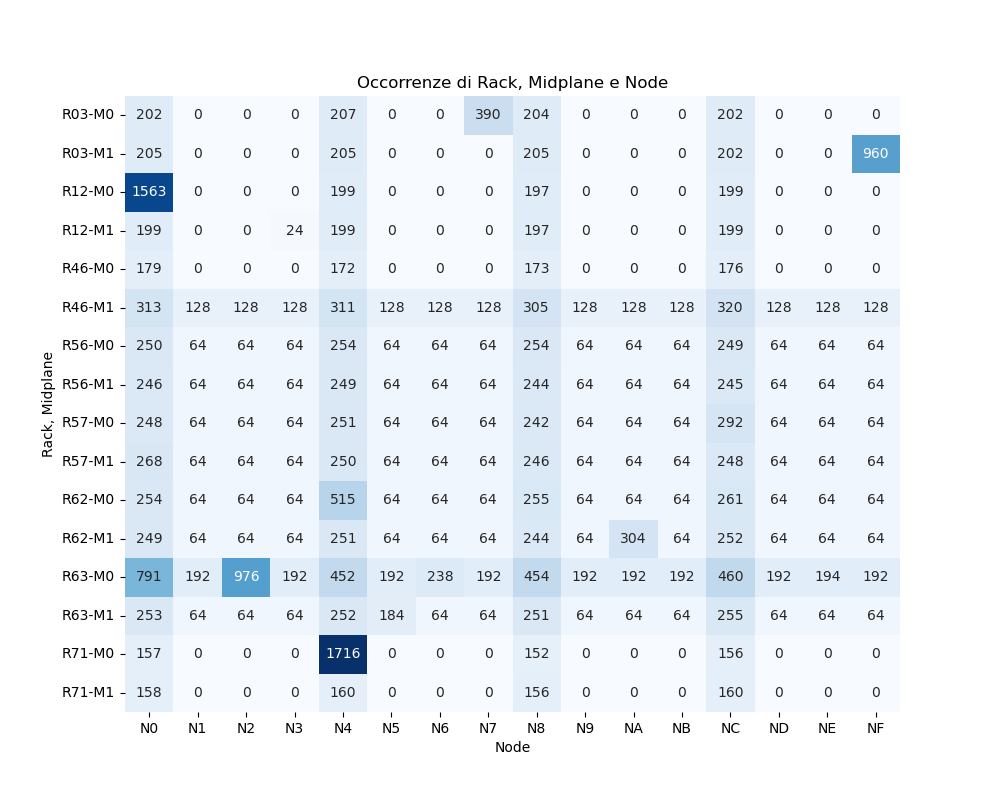 Occorrenze di Rack, Midplane e Node
Rack, Midplane
R03-M0 202 0 0 0 207 0 0 390 204 0 0 0 202 0 0 0
R03-M1 205 0 0 0 205 0 0 0 205 0 0 0 202 0 0 960
R12-M0 1563 0 0 0 199 0 0 0 197 0 0 0 199 0 0 0
R12-M1 199 0 0 24 199 0 0 0 197 0 0 0 199 0 0 0
R46-M0 179 0 0 0 172 0 0 0 173 0 0 0 176 0 0 0
R46-M1 313 128 128 128 311 128 128 128 305 128 128 128 320 128 128 128
R56-M0 250 64 64 64 254 64 64 64 254 64 64 64 249 64 64 64
R56-M1 246 64 64 64 249 64 64 64 244 64 64 64 245 64 64 64
R57-M0 248 64 64 64 251 64 64 64 242 64 64 64 292 64 64 64
R57-M1 268 64 64 64 250 64 64 64 246 64 64 64 248 64 64 64
R62-M0 254 64 64 64 515 64 64 64 255 64 64 64 261 64 64 64
R62-M1 249 64 64 64 251 64 64 64 244 64 304 64 252 64 64 64
R63-M0 791 192 976 192 452 192 238 192 454 192 192 192 460 192 194 192
R63-M1 253 64 64 64 252 184 64 64 251 64 64 64 255 64 64 64
R71-M0 157 0 0 0 1716 0 0 0 152 0 0 0 156 0 0 0
R71-M1 158 0 0 0 160 0 0 0 156 0 0 0 160 0 0 0
N0 N1 N2 N3 N4 N5 N6 N7 N8 N9 NA NB NC ND NE NF
Node